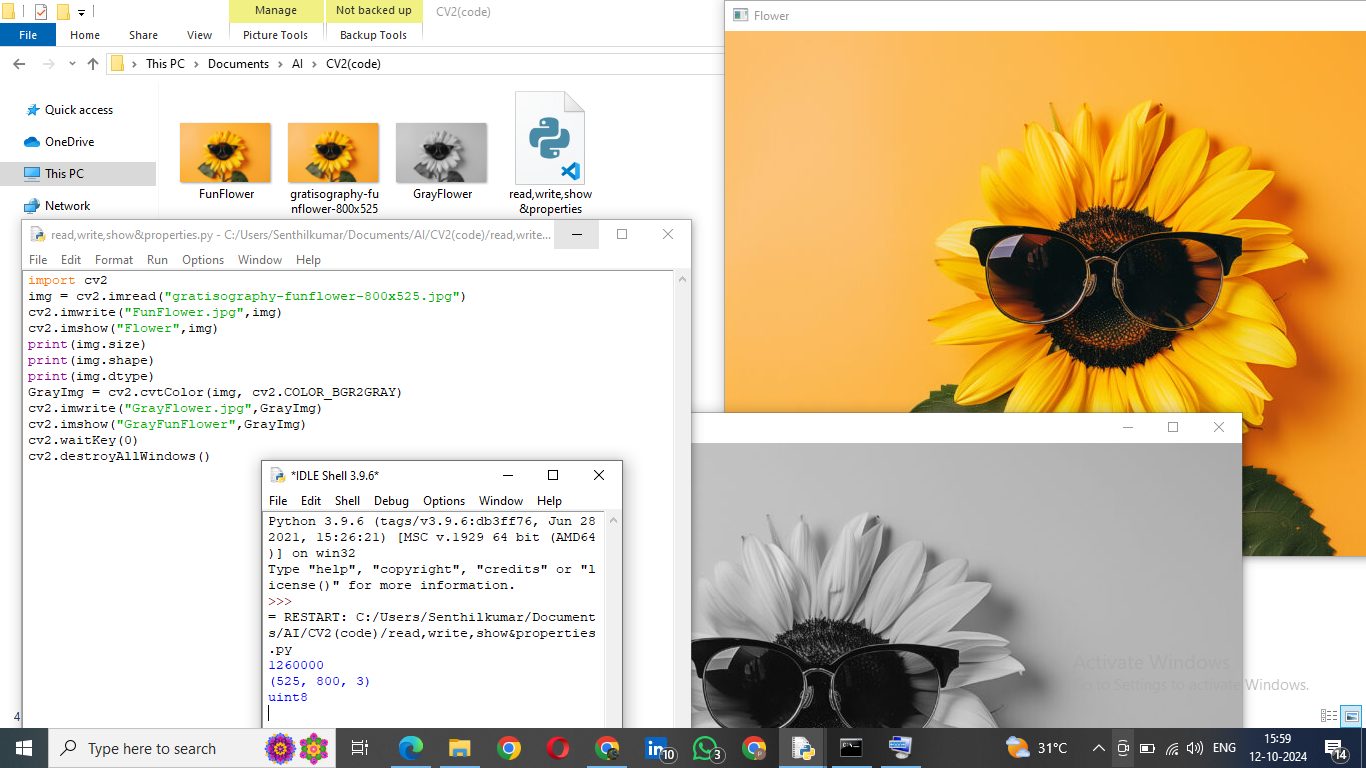 Manage
Not backed up
CV2(code)
File
Home
Share
View
Picture Tools
Backup Tools
This PC
Documents
AI
CV2(code)
Quick access
OneDrive
This PC
Network
FunFlower
gratisography-fu
nflower-800x525
GrayFlower
read,write,show
&properties
4
Flower
read,write,show&properties.py - C:/Users/Senthilkumar/Documents/AI/CV2(code)/read,write...
File Edit Format Run Options Window Help
import cv2
img = cv2.imread("gratisography-funflower-800x525.jpg")
cv2.imwrite("FunFlower.jpg",img)
cv2.imshow("Flower",img)
print(img.size)
print(img.shape)
print(img.dtype)
GrayImg = cv2.cvtColor(img, cv2.COLOR_BGR2GRAY)
cv2.imwrite("GrayFlower.jpg",GrayImg)
cv2.imshow("GrayFunFlower",GrayImg)
cv2.waitKey(0)
cv2.destroyAllWindows()
*IDLE Shell 3.9.6*
File Edit Shell Debug Options Window Help
Python 3.9.6 (tags/v3.9.6:db3ff76, Jun 28
2021, 15:26:21) [MSC v.1929 64 bit (AMD64
)] on win32
Type "help", "copyright", "credits" or "l
icense()" for more information.
>>>
= RESTART: C:/Users/Senthilkumar/Document
s/AI/CV2(code)/read,write,show&properties
.py
1260000
(525, 800, 3)
uint8
Activate Windows
Go to Settings to activate Windows.
Type here to search
10
3
31°C
ENG
15:59
12-10-2024
14